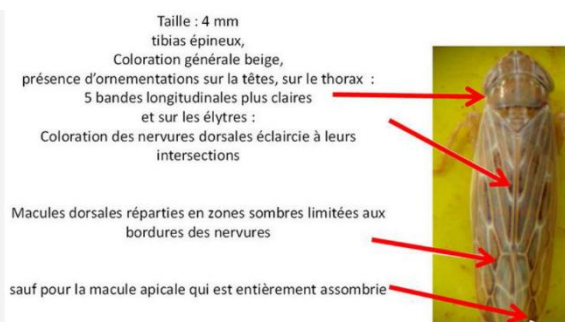 Taille : 4 mm
tibias épineux,
Coloration générale beige,
présence d'ornementations sur la têtes, sur le thorax :
5 bandes longitudinales plus claires
et sur les élytres :
Coloration des nervures dorsales éclaircie à leurs
intersections
Macules dorsales réparties en zones sombres limitées aux
bordures des nervures
sauf pour la macule apicale qui est entièrement assombrie